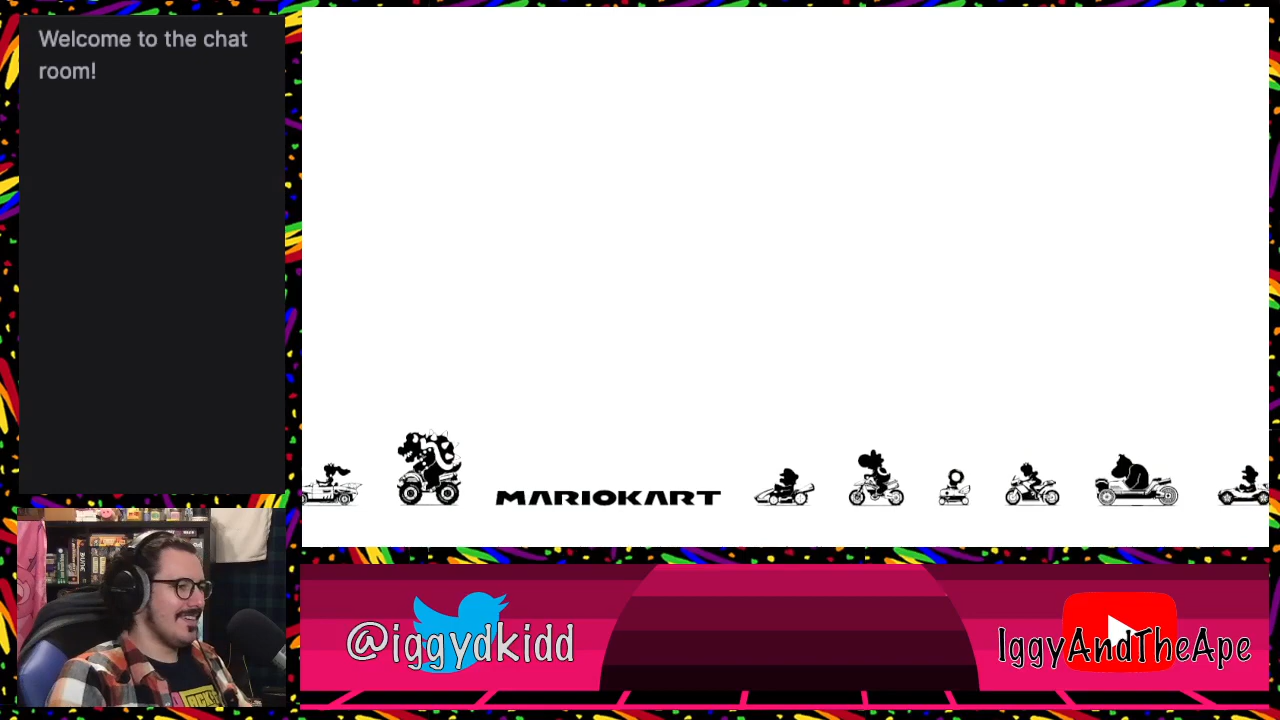 Welcome to the chat
room!
MARIOKART
@iggydkidd
IggyAndTheApe